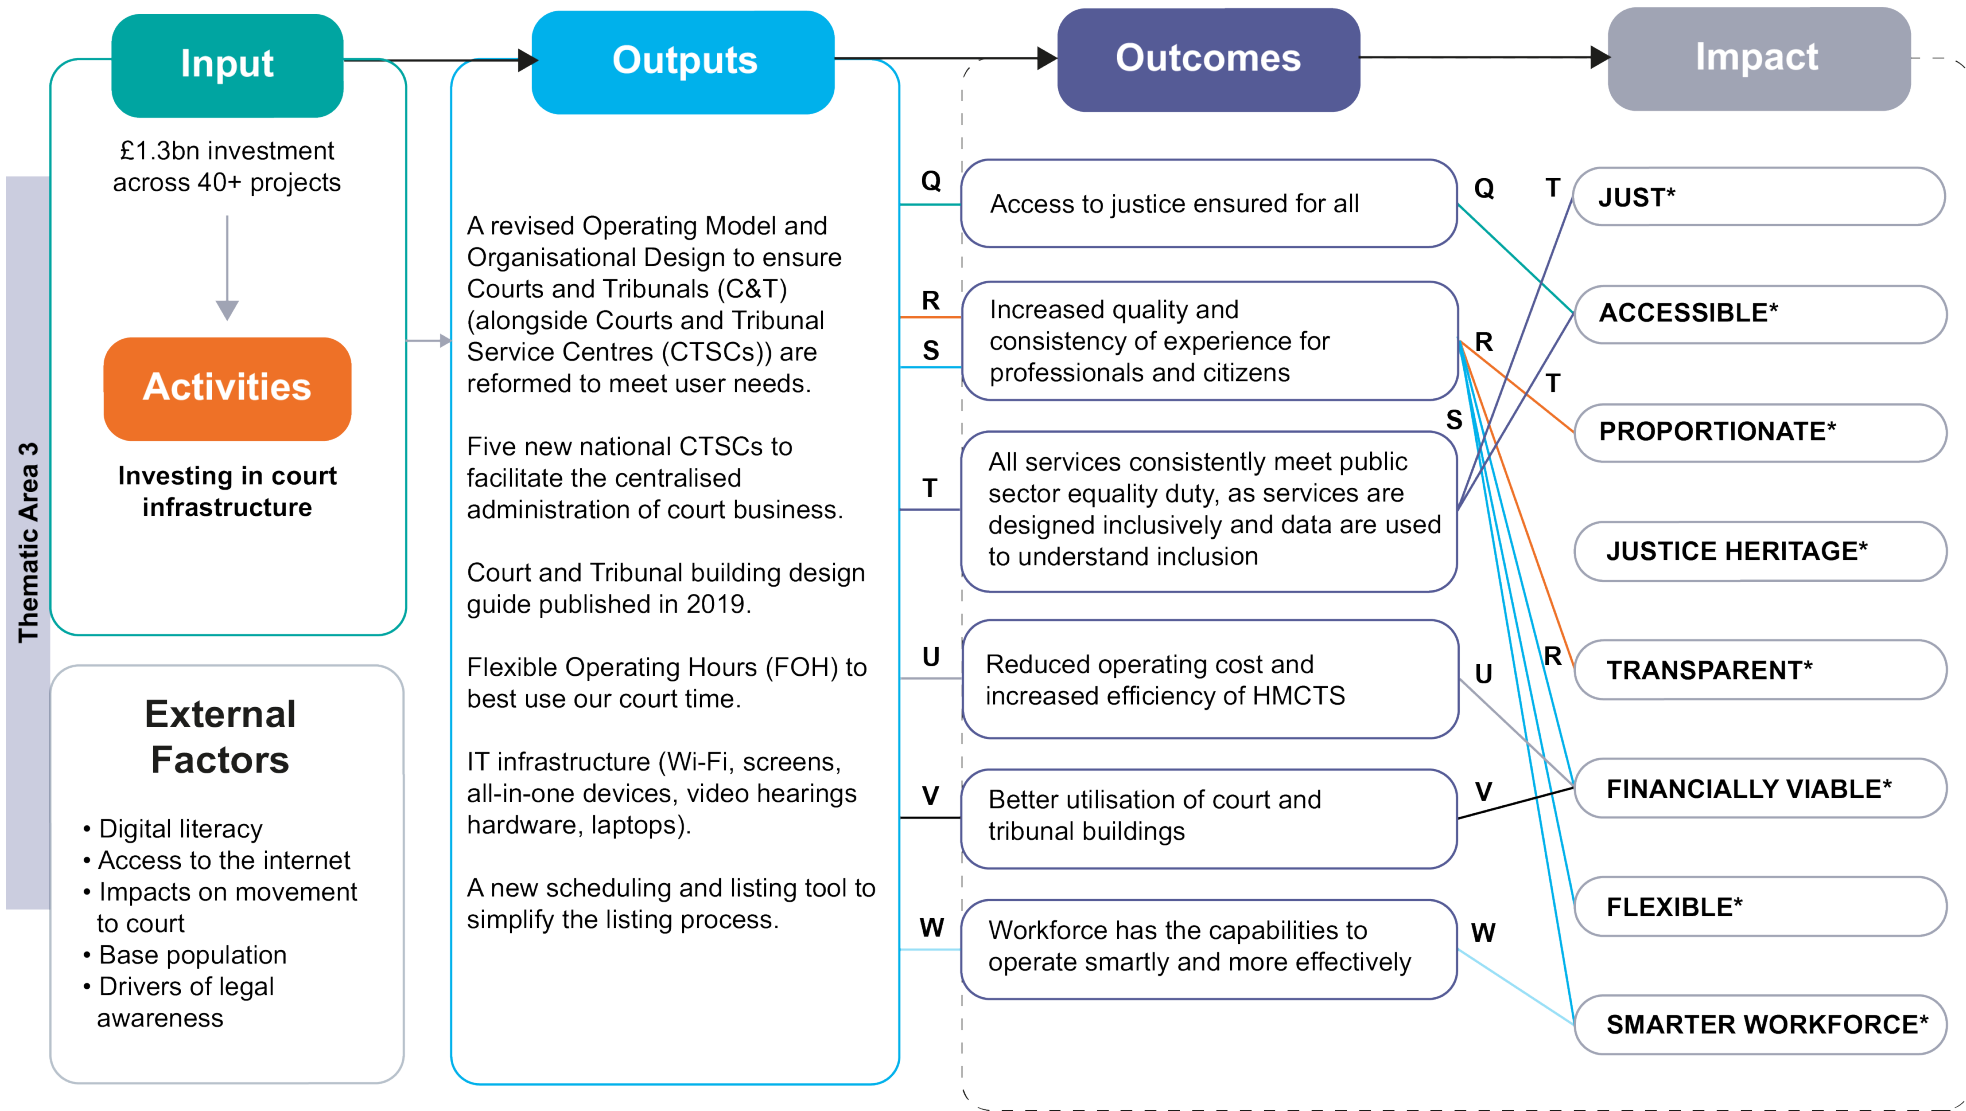 Input
Outputs
Outcomes
Impact
Thematic Area 3
£1.3bn investment
across 40+ projects
Activities
Investing in court
infrastructure
External
Factors
• Digital literacy
• Access to the internet
• Impacts on movement
to court
• Base population
• Drivers of legal
awareness
A revised Operating Model and
Organisational Design to ensure
Courts and Tribunals (C&T)
(alongside Courts and Tribunal
Service Centres (CTSCs)) are
reformed to meet user needs.
Five new national CTSCs to
facilitate the centralised
administration of court business.
Court and Tribunal building design
guide published in 2019.
Flexible Operating Hours (FOH) to
best use our court time.
IT infrastructure (Wi-Fi, screens,
all-in-one devices, video hearings
hardware, laptops).
A new scheduling and listing tool to
simplify the listing process.
Q
R
S
T
U
V
W
Access to justice ensured for all
Increased quality and
consistency of experience for
professionals and citizens
All services consistently meet public
sector equality duty, as services are
designed inclusively and data are used
to understand inclusion
Reduced operating cost and
increased efficiency of HMCTS
Better utilisation of court and
tribunal buildings
Workforce has the capabilities to
operate smartly and more effectively
Q
T
R
T
S
R
U
V
W
JUST*
ACCESSIBLE*
PROPORTIONATE*
JUSTICE HERITAGE*
TRANSPARENT*
FINANCIALLY VIABLE*
FLEXIBLE*
SMARTER WORKFORCE*